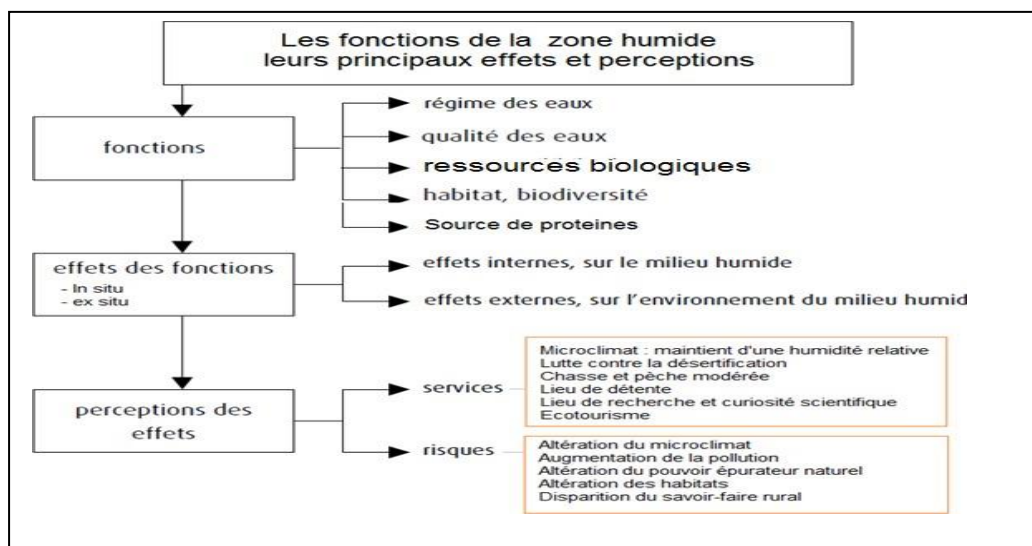 Les fonctions de la zone humide
leurs principaux effets et perceptions
fonctions
régime des eaux
qualité des eaux
ressources biologiques
habitat, biodiversité
Source de proteines
effets des fonctions
- In situ
- ex situ
effets internes, sur le milieu humide
effets externes, sur l'environnement du milieu humid
perceptions des
effets
services
Microclimat : maintient d'une humidité relative
Lutte contre la désertification
Chasse et pèche modérée
Lieu de détente
Lieu de recherche et curiosité scientifique
Ecotourisme
risques
Altération du microclimat
Augmentation de la pollution
Altération du pouvoir épurateur naturel
Altération des habitats
Disparition du savoir-faire rural